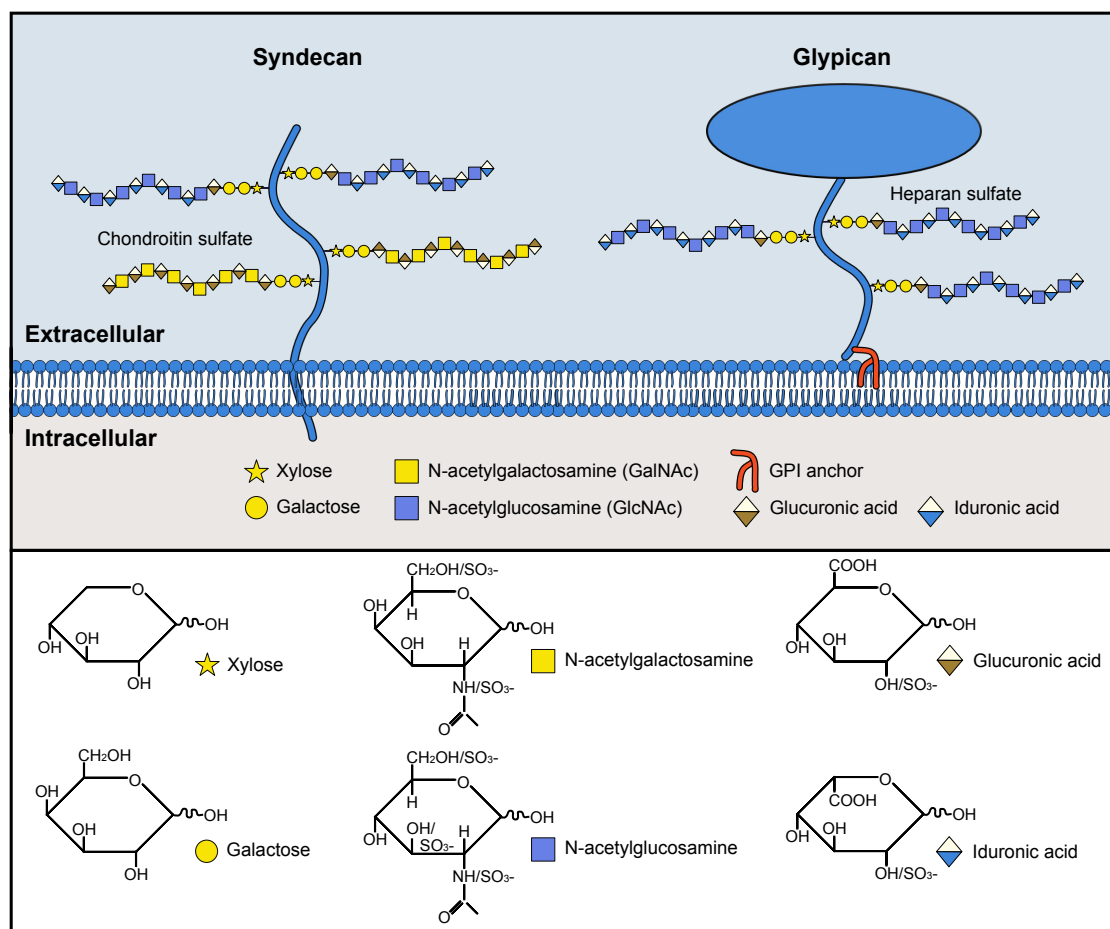 Syndecan
Glypican
Heparan sulfate
Chondroitin sulfate
Extracellular
Intracellular
Xylose
N-acetylgalactosamine (GalNAc)
GPI anchor
Galactose
N-acetylglucosamine (GlcNAc)
Glucuronic acid
Iduronic acid
O
OH
OH
OH
OH
Xylose
CH₂OH/SO₃-
O
OH
H
OH
H
OH
NH/SO₃-
O
N-acetylgalactosamine
COOH
O
OH
OH
OH
OH/SO₃-
Glucuronic acid
CH₂OH
O
OH
OH
OH
OH
Galactose
CH₂OH/SO₃-
O
H
OH
OH/
SO₃-
H
OH
NH/SO₃-
O
N-acetylglucosamine
O
COOH
OH
OH
OH
OH/SO₃-
Iduronic acid